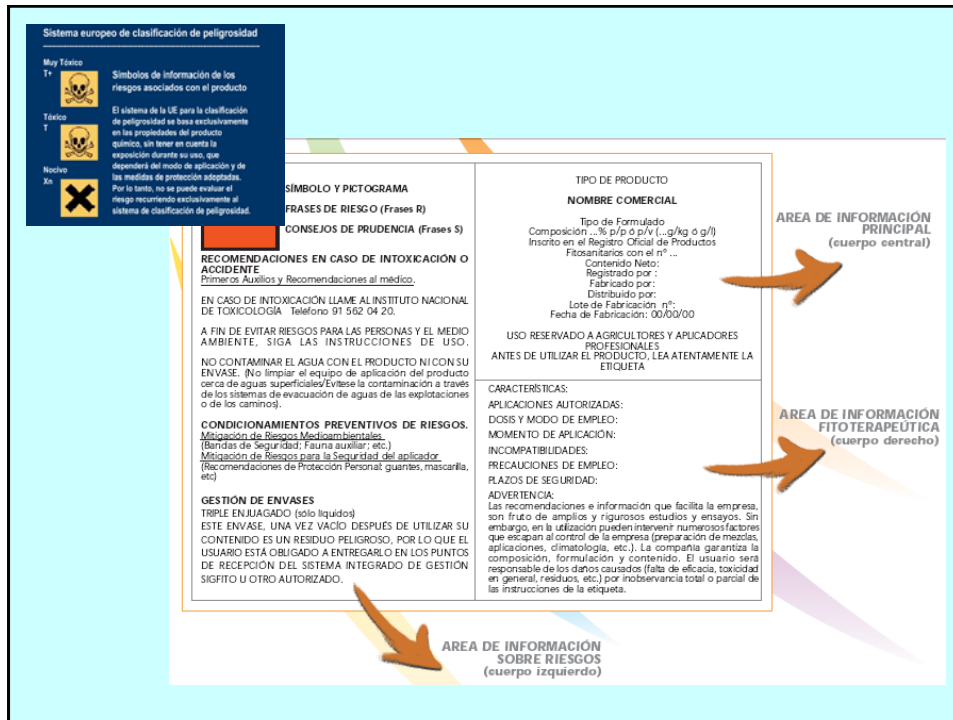 Sistema europeo de clasificación de peligrosidad
Muy Tóxico
T+
Símbolos de información de los
riesgos asociados con el producto
Tóxico
T
Nocivo
Xn
El sistema de la UE para la clasificación
de peligrosidad se basa exclusivamente
en las propiedades del producto
químico, sin tener en cuenta la
exposición durante su uso, que
dependerá del modo de aplicación y de
las medidas de protección adoptadas.
Por lo tanto, no se puede evaluar el
riesgo recurriendo exclusivamente al
sistema de clasificación de peligrosidad.
SÍMBOLO Y PICTOGRAMA
FRASES DE RIESGO (Frases R)
CONSEJOS DE PRUDENCIA (Frases S)
RECOMENDACIONES EN CASO DE INTOXICACIÓN O
ACCIDENTE
Primeros Auxilios y Recomendaciones al médico.
EN CASO DE INTOXICACIÓN LLAME AL INSTITUTO NACIONAL
DE TOXICOLOGÍA Teléfono 91 562 04 20.
A FIN DE EVITAR RIESGOS PARA LAS PERSONAS Y EL MEDIO
AMBIENTE, SIGA LAS INSTRUCCIONES DE USO.
NO CONTAMINAR EL AGUA CON EL PRODUCTO NI CON SU
ENVASE. (No limpiar el equipo de aplicación del producto
cerca de aguas superficiales/Evítese la contaminación a través
de los sistemas de evacuación de aguas de las explotaciones
o de los caminos).
CONDICIONAMIENTOS PREVENTIVOS DE RIESGOS.
Mitigación de Riesgos Medioambientales
(Bandas de Seguridad; Fauna auxiliar; etc.)
Mitigación de Riesgos para la Seguridad del aplicador
(Recomendaciones de Protección Personal: guantes, mascarilla,
etc)
GESTIÓN DE ENVASES
TRIPLE ENJUAGADO (sólo líquidos)
ESTE ENVASE, UNA VEZ VACÍO DESPUÉS DE UTILIZAR SU
CONTENIDO ES UN RESIDUO PELIGROSO, POR LO QUE EL
USUARIO ESTÁ OBLIGADO A ENTREGARLO EN LOS PUNTOS
DE RECEPCIÓN DEL SISTEMA INTEGRADO DE GESTIÓN
SIGFITO U OTRO AUTORIZADO.
TIPO DE PRODUCTO
NOMBRE COMERCIAL
Tipo de Formulado
Composición ...% p/p ó p/v (...g/kg ó g/l)
Inscrito en el Registro Oficial de Productos
Fitosanitarios con el nº ...
Contenido Neto:
Registrado por :
Fabricado por:
Distribuido por:
Lote de Fabricación nº:
Fecha de Fabricación: 00/00/00
USO RESERVADO A AGRICULTORES Y APLICADORES
PROFESIONALES
ANTES DE UTILIZAR EL PRODUCTO, LEA ATENTAMENTE LA
ETIQUETA
CARACTERÍSTICAS:
APLICACIONES AUTORIZADAS:
DOSIS Y MODO DE EMPLEO:
MOMENTO DE APLICACIÓN:
INCOMPATIBILIDADES:
PRECAUCIONES DE EMPLEO:
PLAZOS DE SEGURIDAD:
ADVERTENCIA:
Las recomendaciones e información que facilita la empresa,
son fruto de amplios y rigurosos estudios y ensayos. Sin
embargo, en la utilización pueden intervenir numerosos factores
que escapan al control de la empresa (preparación de mezclas,
aplicaciones, climatología, etc.). La compañía garantiza la
composición, formulación y contenido. El usuario será
responsable de los daños causados (falta de eficacia, toxicidad
en general, residuos, etc.) por inobservancia total o parcial de
las instrucciones de la etiqueta.
AREA DE INFORMACIÓN
PRINCIPAL
(cuerpo central)
AREA DE INFORMACIÓN
FITOTERAPEÚTICA
(cuerpo derecho)
AREA DE INFORMACIÓN
SOBRE RIESGOS
(cuerpo izquierdo)